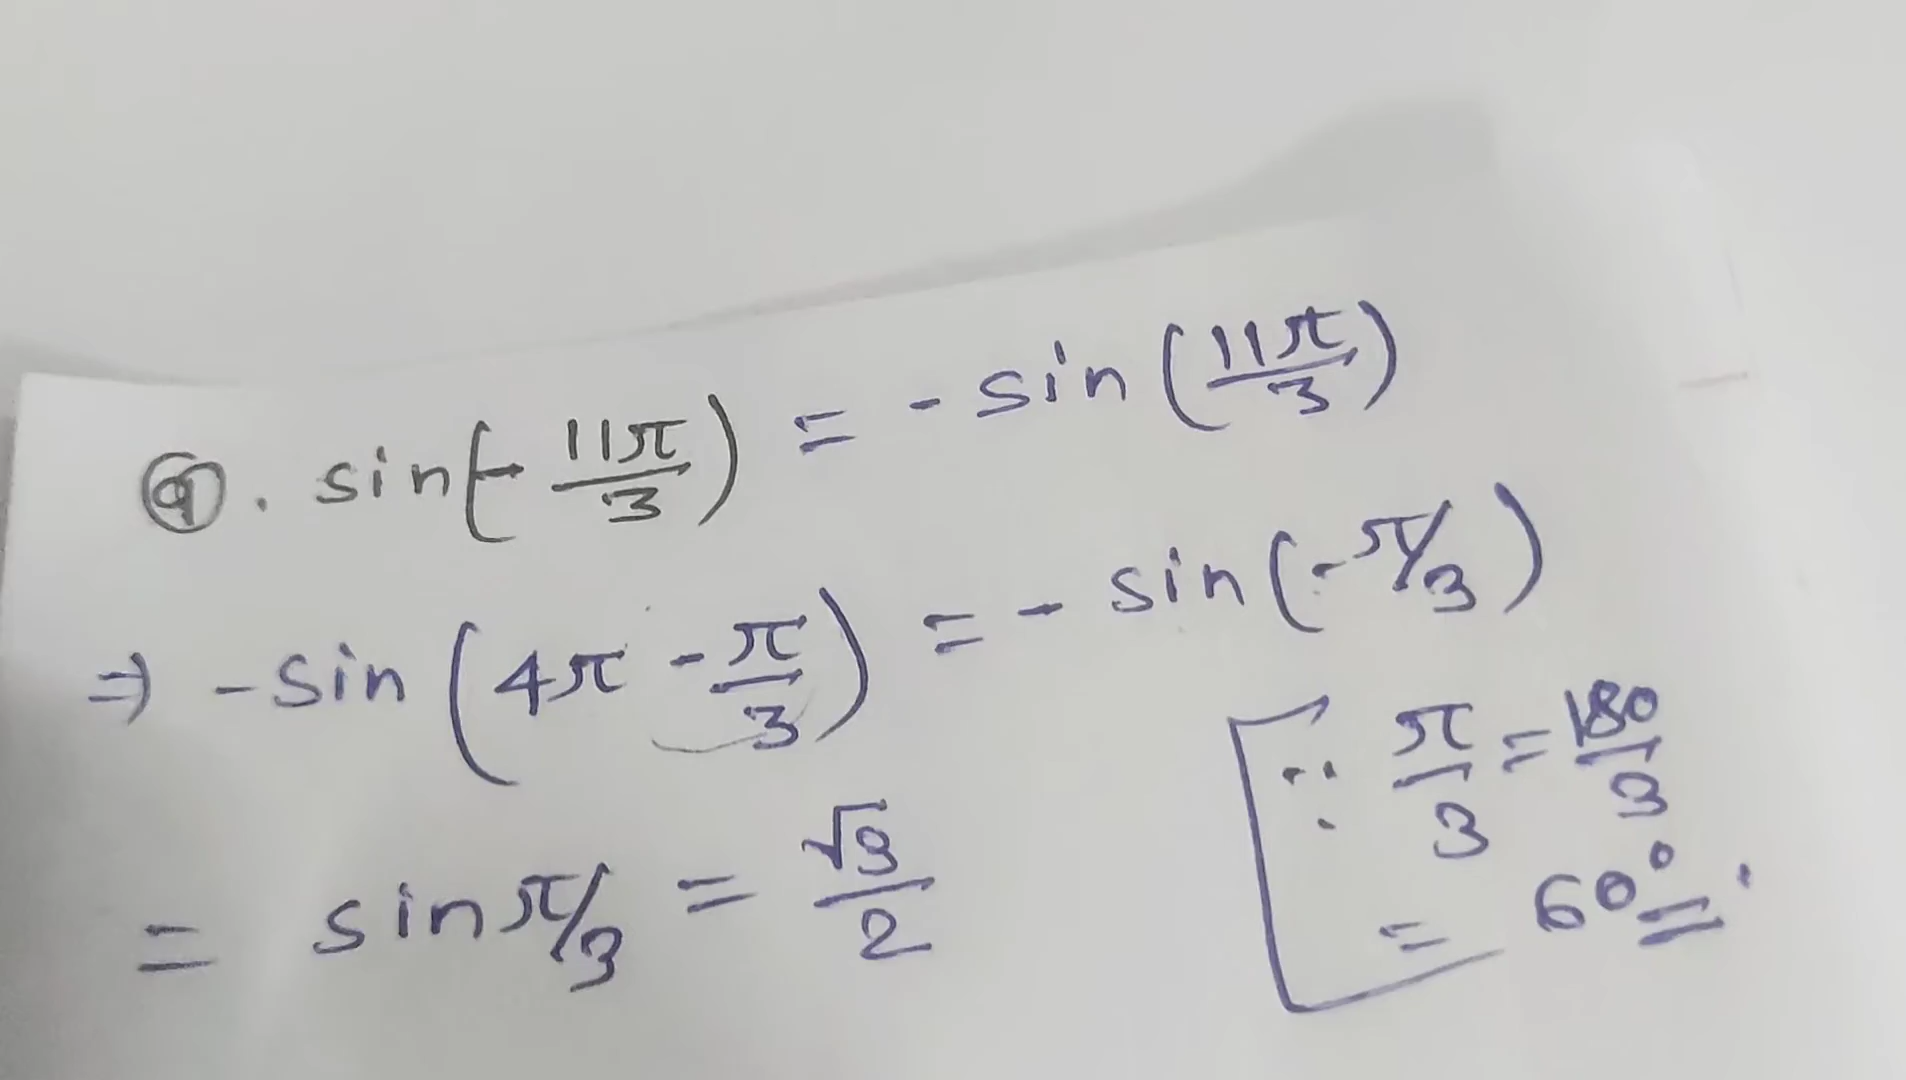 9. sin(-11π/3) = -sin(11π/3)
⇒ -sin(4π - π/3) = - sin(-π/3)
= sin π/3 = √3/2
∵ π/3 = 180/3
= 60°.